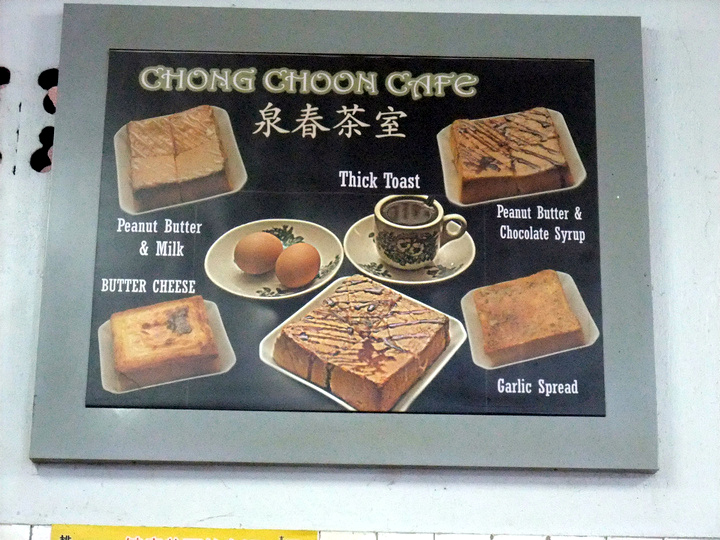 CHONG CHOON CAFE
泉春茶室
Thick Toast
Peanut Butter
& Milk
Peanut Butter &
Chocolate Syrup
BUTTER CHEESE
Garlic Spread